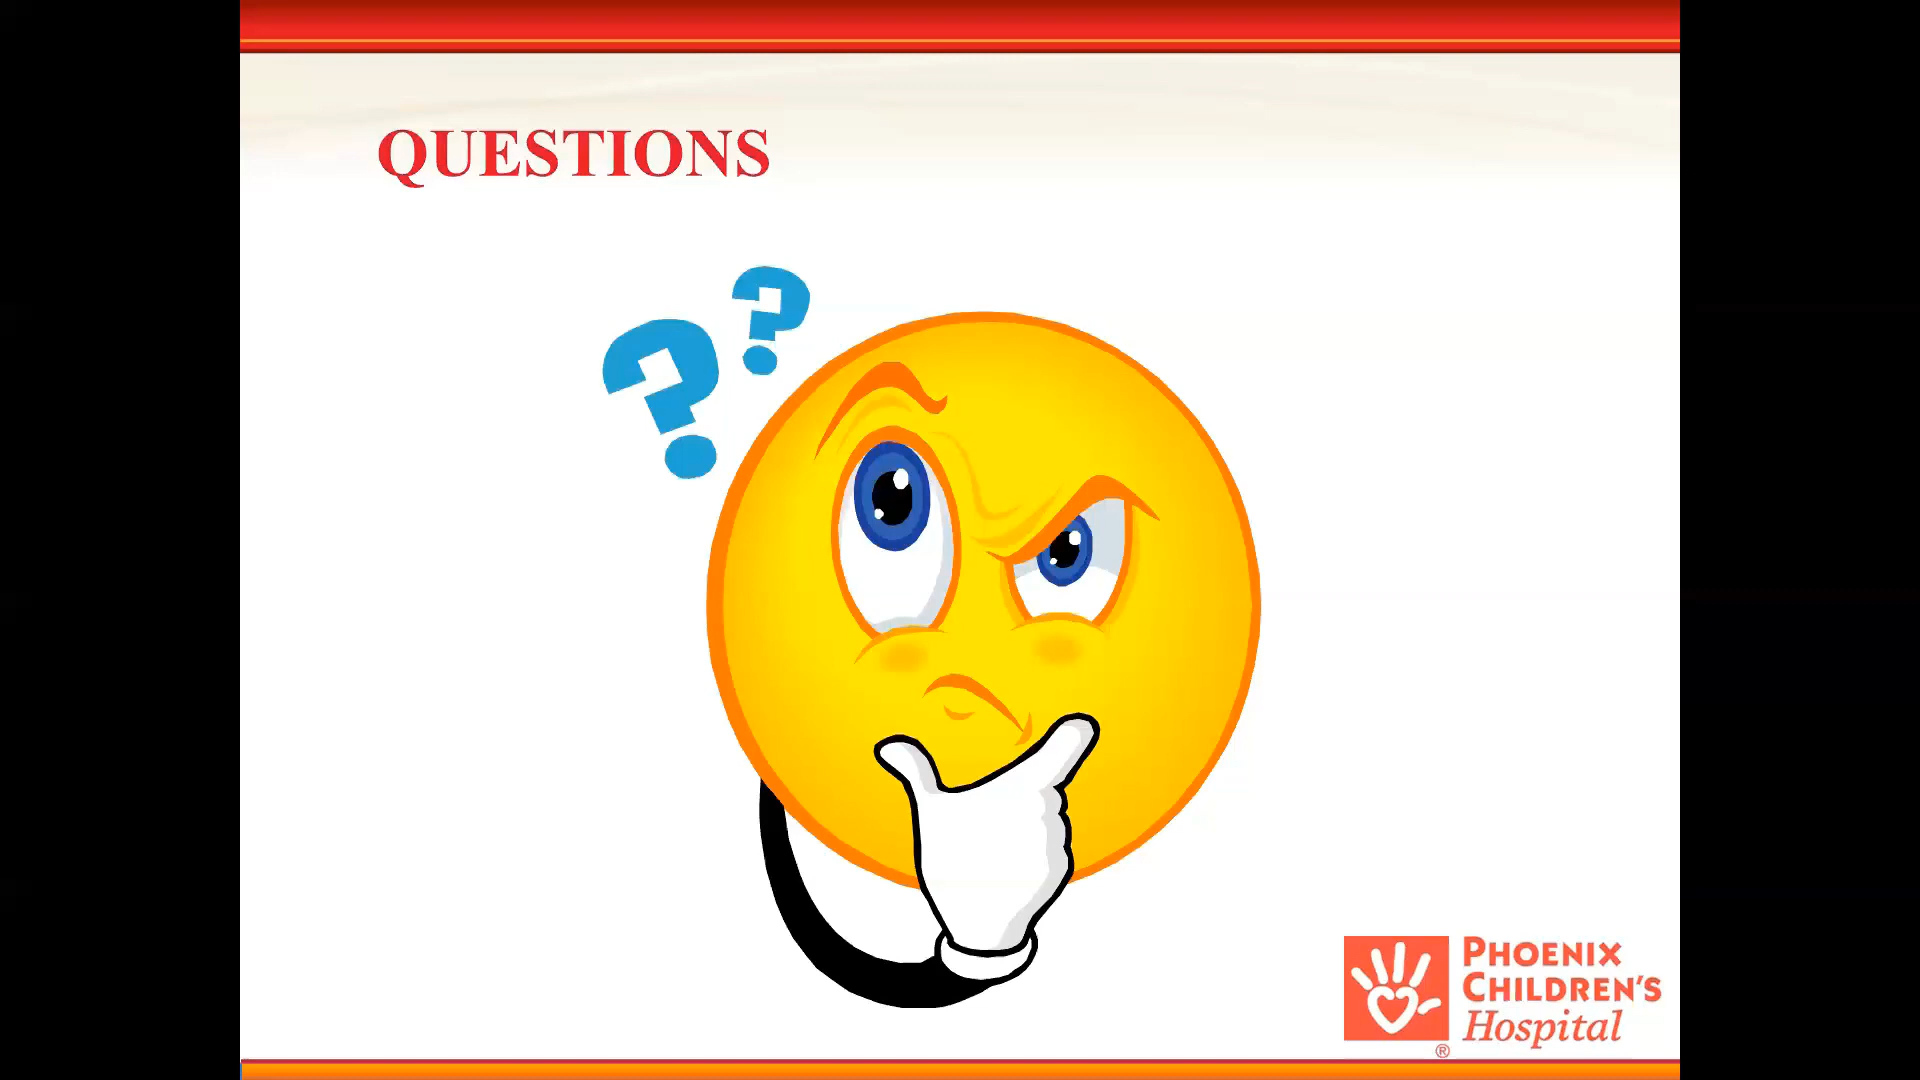 QUESTIONS
? ?
PHOENIX
CHILDREN'S
Hospital
®